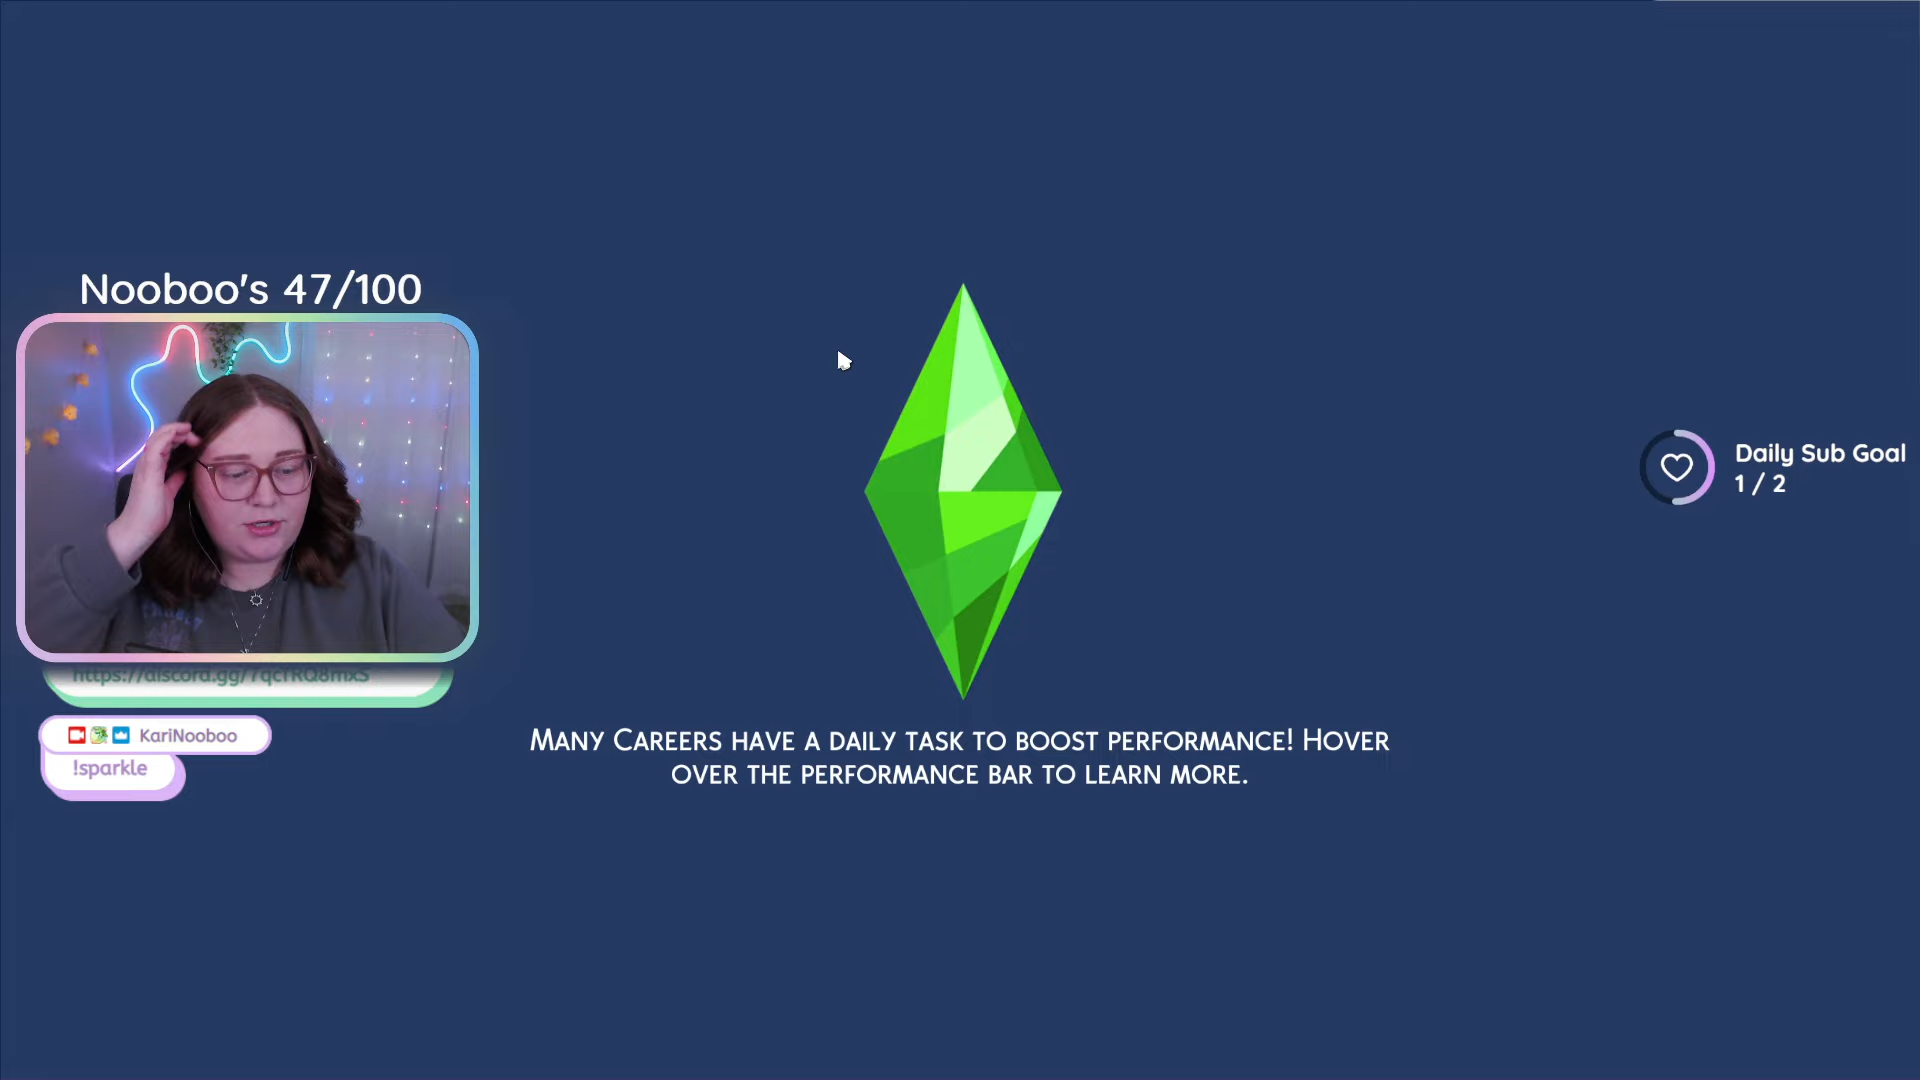 Nooboo's 47/100
KariNooboo
!sparkle
Many Careers have a daily task to boost performance! Hover
over the performance bar to learn more.
Daily Sub Goal
1 / 2